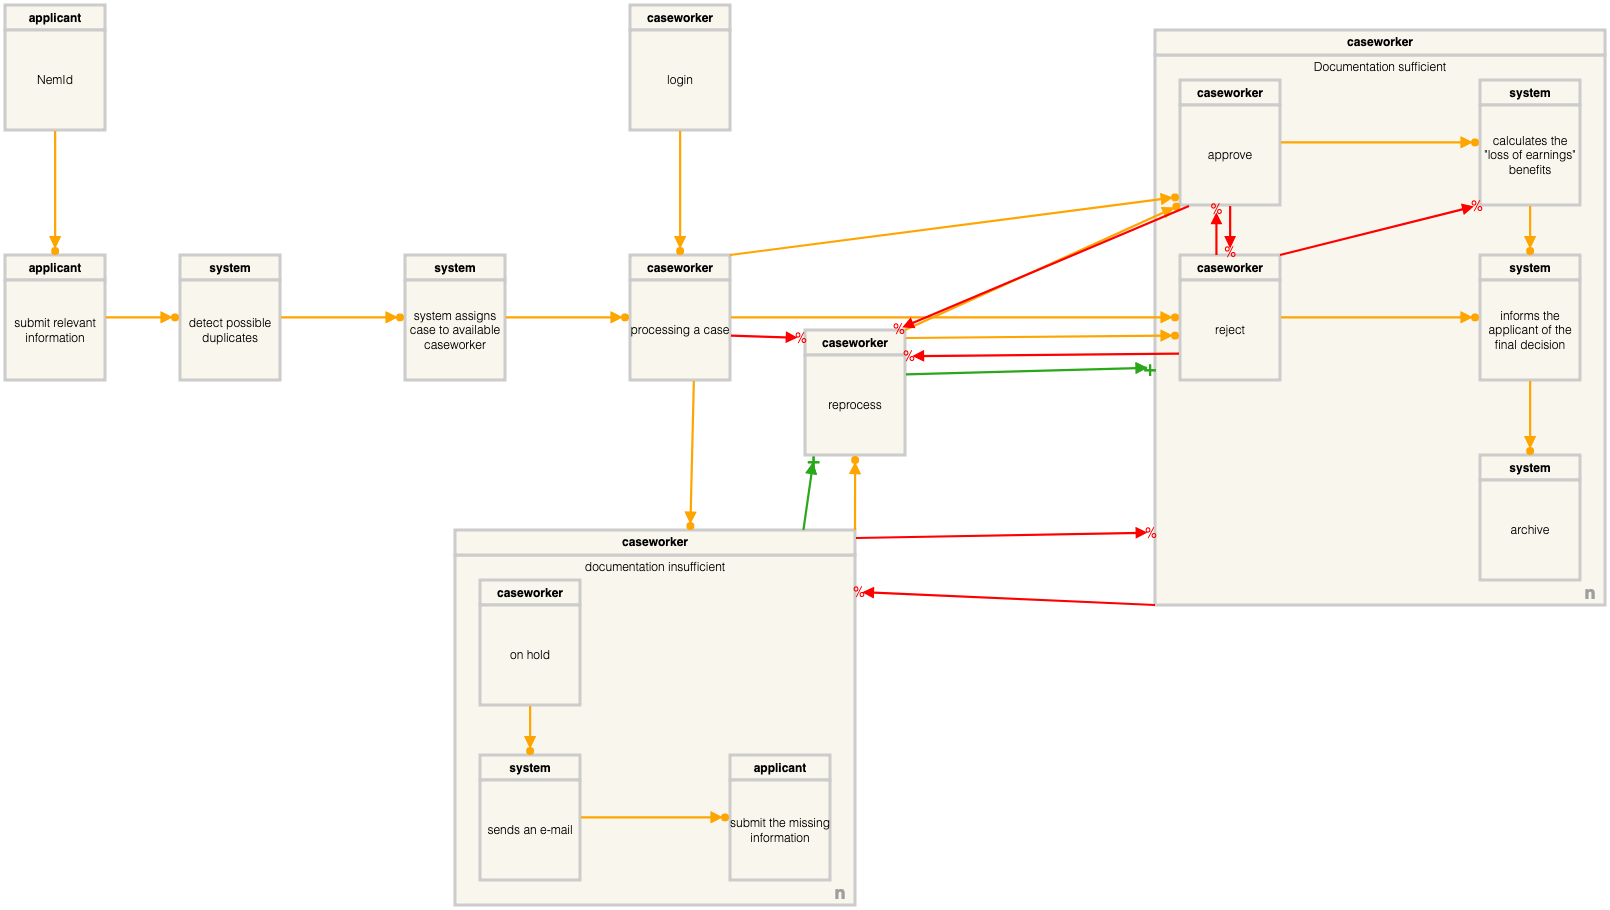 applicant
NemId
caseworker
login
caseworker
Documentation sufficient
caseworker
approve
system
calculates the
"loss of earnings"
benefits
%
%
%
applicant
submit relevant
information
system
detect possible
duplicates
system
system assigns
case to available
caseworker
caseworker
processing a case
%
%
%
+
caseworker
reprocess
+
caseworker
reject
system
informs the
applicant of the
final decision
system
archive
n
%
%
caseworker
documentation insufficient
caseworker
on hold
system
sends an e-mail
applicant
submit the missing
information
n